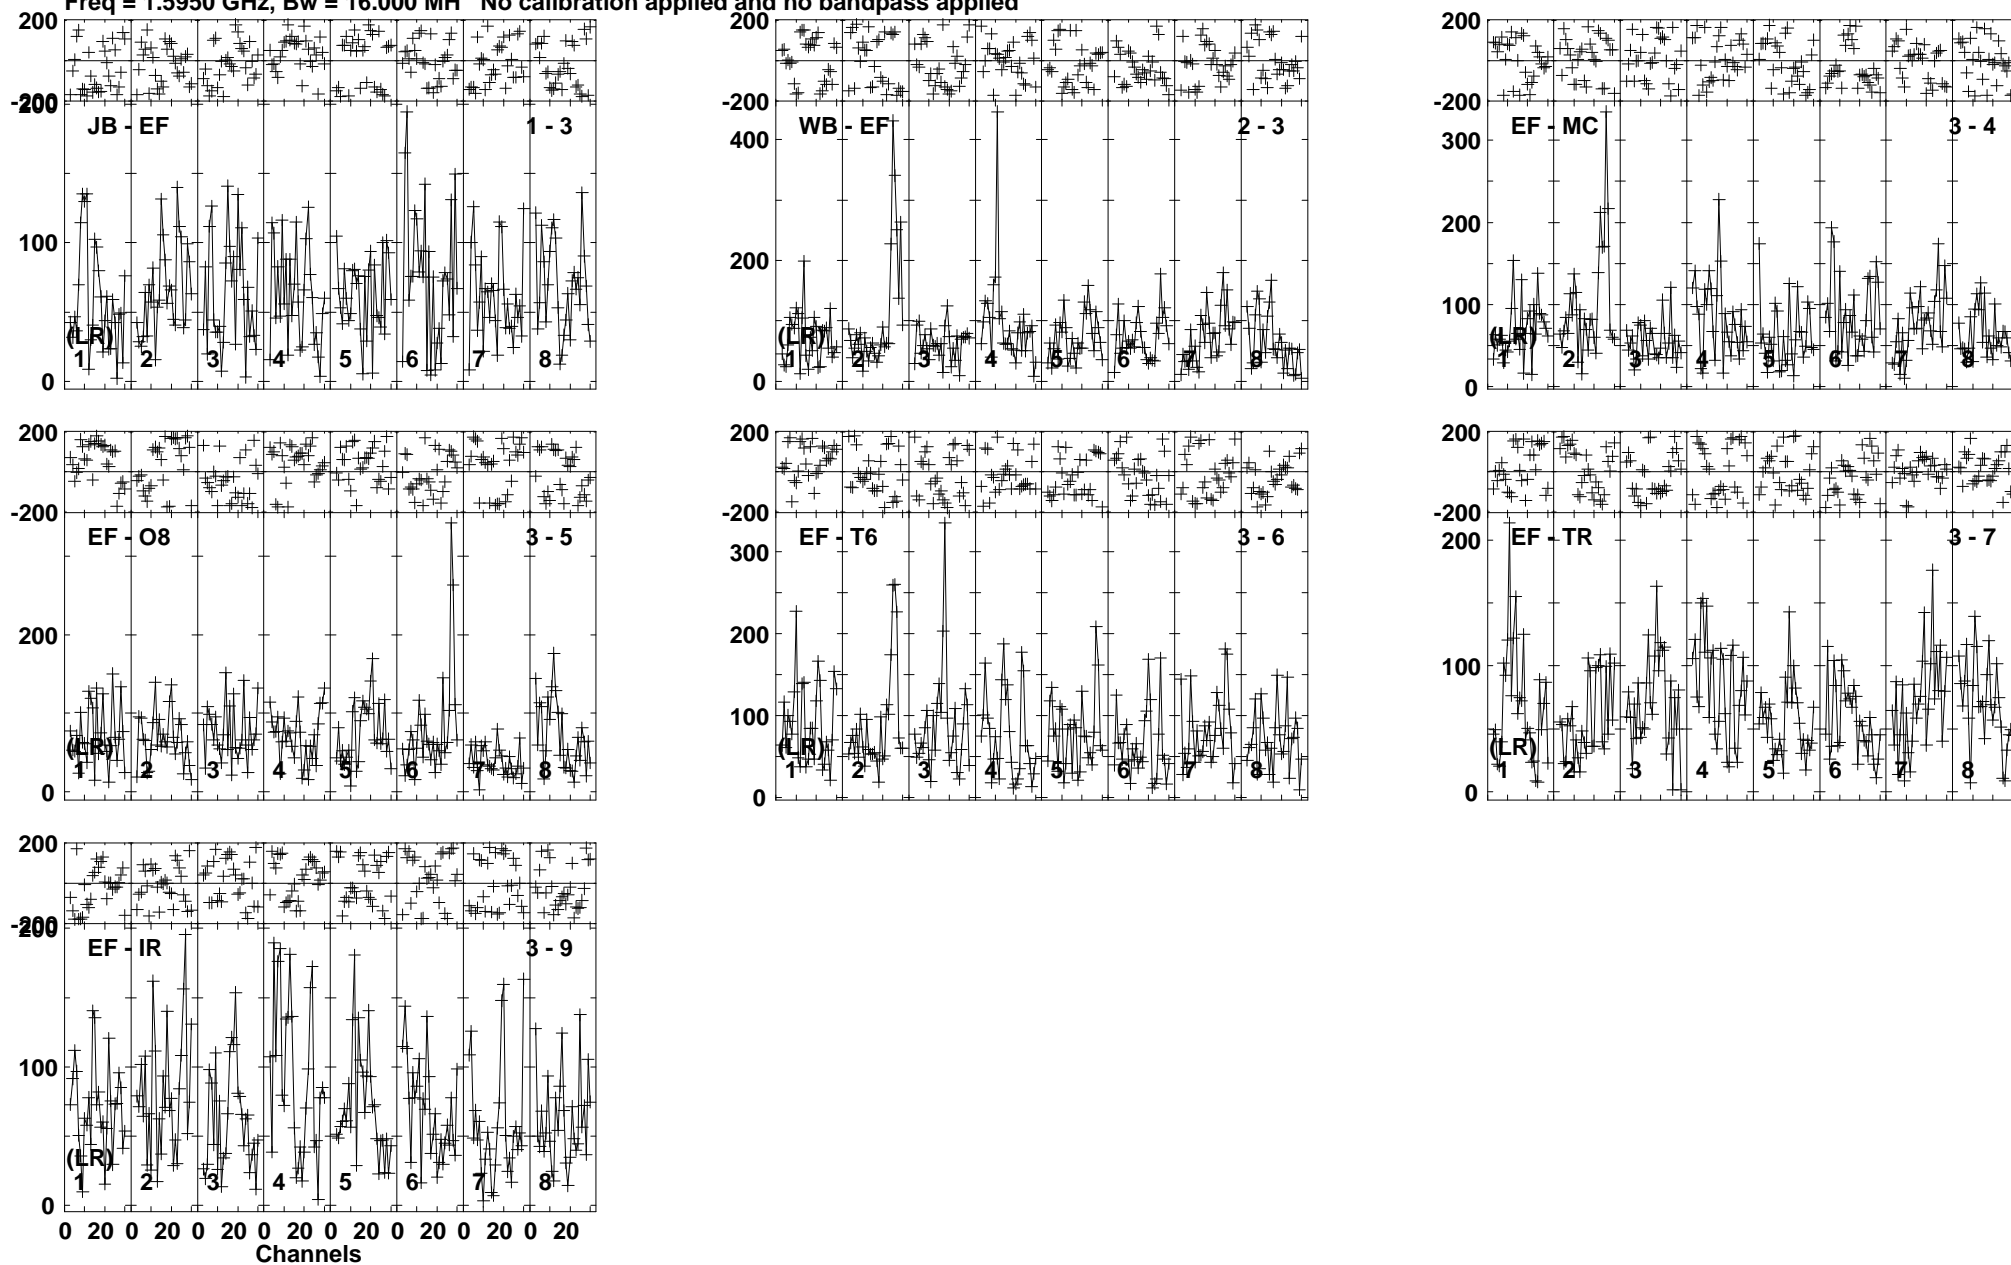 Freq = 1.5950 GHz, Bw = 16.000 MH No calibration applied and no bandpass applied
200 200 200
-200 -200 -200
200
JB - EF 1 - 3 WB - EF 2 - 3 EF - MC 3 - 4
400 300
200 200
100 100
(LR) (LR) (LR)
1 2 3 4 5 6 7 8 1 2 3 4 5 6 7 8 1 2 3 4 5 6 7 8
0 0 0
200 200 200
-200 -200 -200
EF - O8 3 - 5 EF - T6 3 - 6 EF - TR 3 - 7
300 200
200 200
100 100
(LR) (LR) (LR)
1 2 3 4 5 6 7 8 1 2 3 4 5 6 7 8 1 2 3 4 5 6 7 8
0 0 0
200
-200
200
EF - IR 3 - 9
100
(LR)
1 2 3 4 5 6 7 8
0
0 20 0 20 0 20 0 20 0 20 0 20 0 20 0 20
Channels